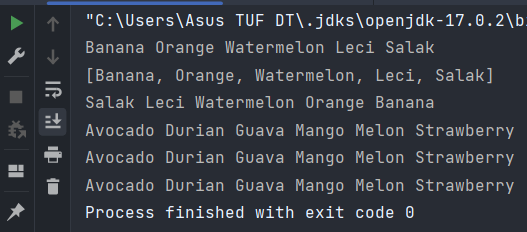 "C:\Users\Asus TUF DT\.jdks\openjdk-17.0.2\bi
Banana Orange Watermelon Leci Salak
[Banana, Orange, Watermelon, Leci, Salak]
Salak Leci Watermelon Orange Banana
Avocado Durian Guava Mango Melon Strawberry
Avocado Durian Guava Mango Melon Strawberry
Avocado Durian Guava Mango Melon Strawberry
Process finished with exit code 0